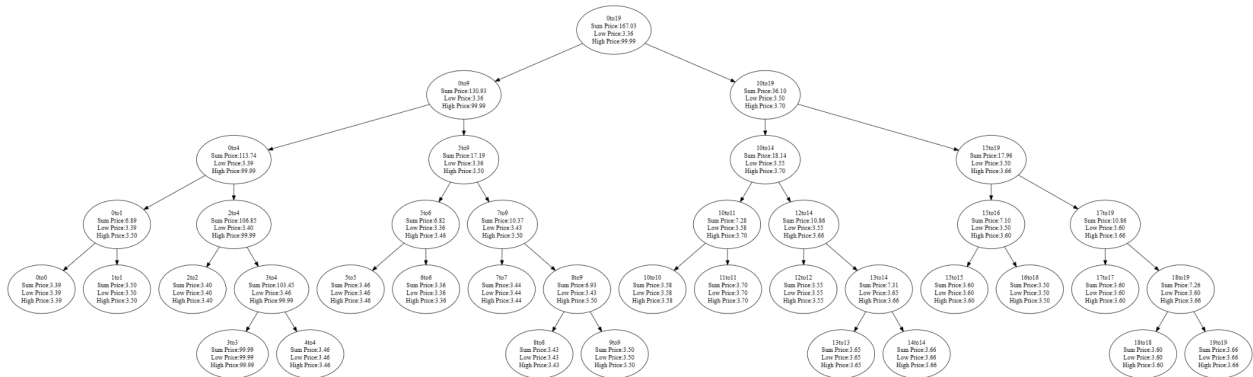 0to19
Sum Price:167.03
Low Price:3.36
High Price:99.99
0to9
Sum Price:130.93
Low Price:3.36
High Price:99.99
10to19
Sum Price:36.10
Low Price:3.50
High Price:3.70
0to4
Sum Price:113.74
Low Price:3.39
High Price:99.99
5to9
Sum Price:17.19
Low Price:3.36
High Price:3.50
10to14
Sum Price:18.14
Low Price:3.55
High Price:3.70
15to19
Sum Price:17.96
Low Price:3.50
High Price:3.66
0to1
Sum Price:6.89
Low Price:3.39
High Price:3.50
2to4
Sum Price:106.85
Low Price:3.40
High Price:99.99
5to6
Sum Price:6.82
Low Price:3.36
High Price:3.46
7to9
Sum Price:10.37
Low Price:3.43
High Price:3.50
10to11
Sum Price:7.28
Low Price:3.58
High Price:3.70
12to14
Sum Price:10.86
Low Price:3.55
High Price:3.66
15to16
Sum Price:7.10
Low Price:3.50
High Price:3.60
17to19
Sum Price:10.86
Low Price:3.60
High Price:3.66
0to0
Sum Price:3.39
Low Price:3.39
High Price:3.39
1to1
Sum Price:3.50
Low Price:3.50
High Price:3.50
2to2
Sum Price:3.40
Low Price:3.40
High Price:3.40
3to4
Sum Price:103.45
Low Price:3.46
High Price:99.99
5to5
Sum Price:3.46
Low Price:3.46
High Price:3.46
6to6
Sum Price:3.36
Low Price:3.36
High Price:3.36
7to7
Sum Price:3.44
Low Price:3.44
High Price:3.44
8to9
Sum Price:6.93
Low Price:3.43
High Price:3.50
10to10
Sum Price:3.58
Low Price:3.58
High Price:3.58
11to11
Sum Price:3.70
Low Price:3.70
High Price:3.70
12to12
Sum Price:3.55
Low Price:3.55
High Price:3.55
13to14
Sum Price:7.31
Low Price:3.65
High Price:3.66
15to15
Sum Price:3.60
Low Price:3.60
High Price:3.60
16to16
Sum Price:3.50
Low Price:3.50
High Price:3.50
17to17
Sum Price:3.60
Low Price:3.60
High Price:3.60
18to19
Sum Price:7.26
Low Price:3.60
High Price:3.66
3to3
Sum Price:99.99
Low Price:99.99
High Price:99.99
4to4
Sum Price:3.46
Low Price:3.46
High Price:3.46
8to8
Sum Price:3.43
Low Price:3.43
High Price:3.43
9to9
Sum Price:3.50
Low Price:3.50
High Price:3.50
13to13
Sum Price:3.65
Low Price:3.65
High Price:3.65
14to14
Sum Price:3.66
Low Price:3.66
High Price:3.66
18to18
Sum Price:3.60
Low Price:3.60
High Price:3.60
19to19
Sum Price:3.66
Low Price:3.66
High Price:3.66